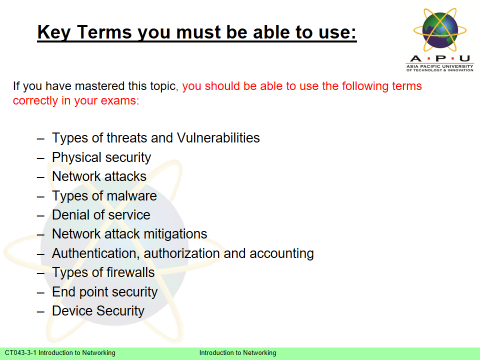 Key Terms you must be able to use:
A • P • U
ASIA PACIFIC UNIVERSITY
OF TECHNOLOGY & INNOVATION
If you have mastered this topic, you should be able to use the following terms
correctly in your exams:
– Types of threats and Vulnerabilities
– Physical security
– Network attacks
– Types of malware
– Denial of service
– Network attack mitigations
– Authentication, authorization and accounting
– Types of firewalls
– End point security
– Device Security
CT043-3-1 Introduction to Networking
Introduction to Networking